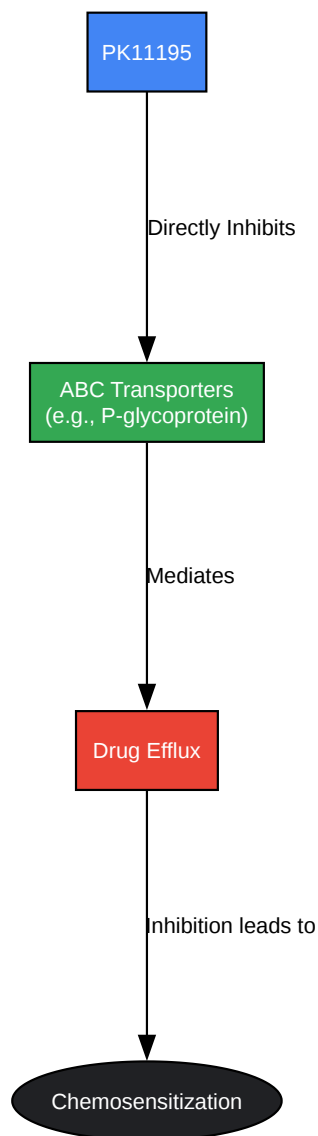 PK11195
Directly Inhibits
ABC Transporters
(e.g., P-glycoprotein)
Mediates
Drug Efflux
Inhibition leads to
Chemosensitization